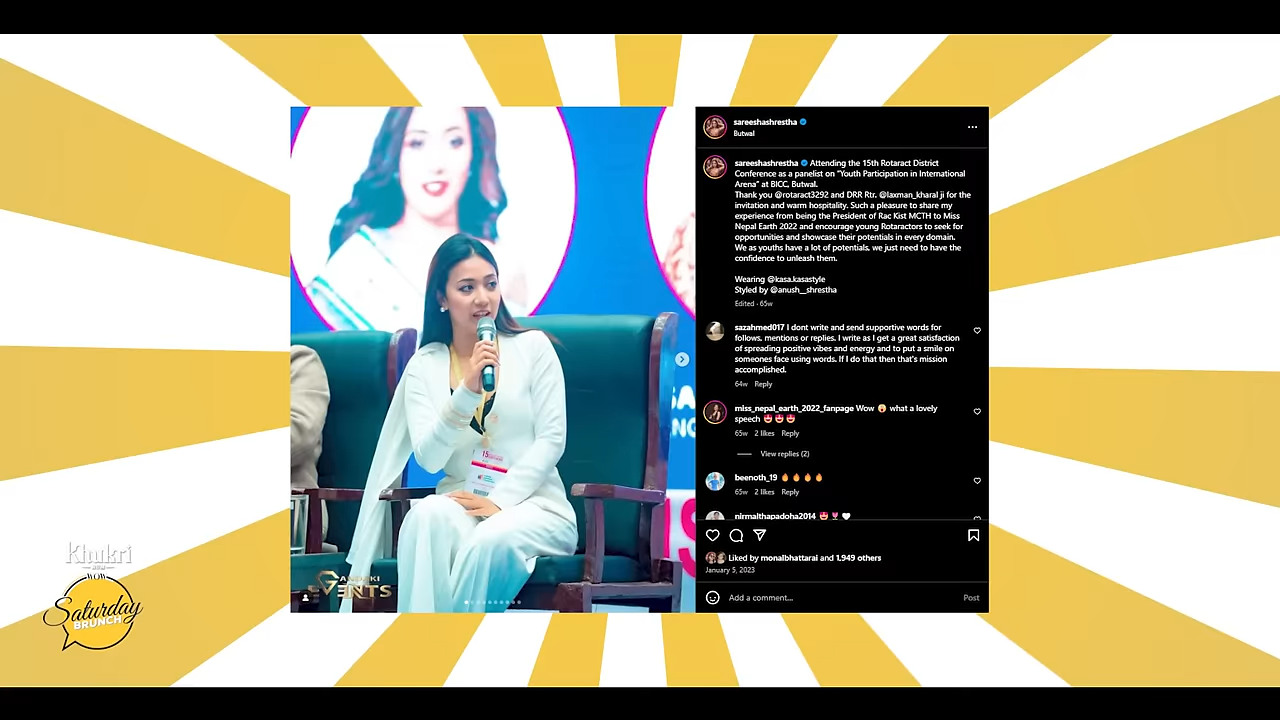 sareeshashrestha
Butwal
sareeshashrestha Attending the 15th Rotaract District
Conference as a panelist on "Youth Participation in International
Arena" at BICC, Butwal.
Thank you @rotaract3292 and DRR Rtr. @laxman_kharal ji for the
invitation and warm hospitality. Such a pleasure to share my
experience from being the President of Rac Kist MCTH to Miss
Nepal Earth 2022 and encourage young Rotaractors to seek for
opportunities and showcase their potentials in every domain.
We as youths have a lot of potentials, we just need to have the
confidence to unleash them.
Wearing @kasa.kasastyle
Styled by @anush__shrestha
Edited · 65w
sazahmed017 I dont write and send supportive words for
follows, mentions or replies. I write as I get a great satisfaction
of spreading positive vibes and energy and to put a smile on
someones face using words. If I do that then that's mission
accomplished.
64w Reply
miss_nepal_earth_2022_fanpage Wow 😱 what a lovely
speech 😍😍😍
65w 2 likes Reply
View replies (2)
beenoth_19 🔥🔥🔥🔥
65w 2 likes Reply
nirmalthapadoha2014 😍🌷🤍
Liked by monalbhattarai and 1,949 others
January 5, 2023
Add a comment... Post
15
EVENTS
Khukri
Saturday
BRUNCH